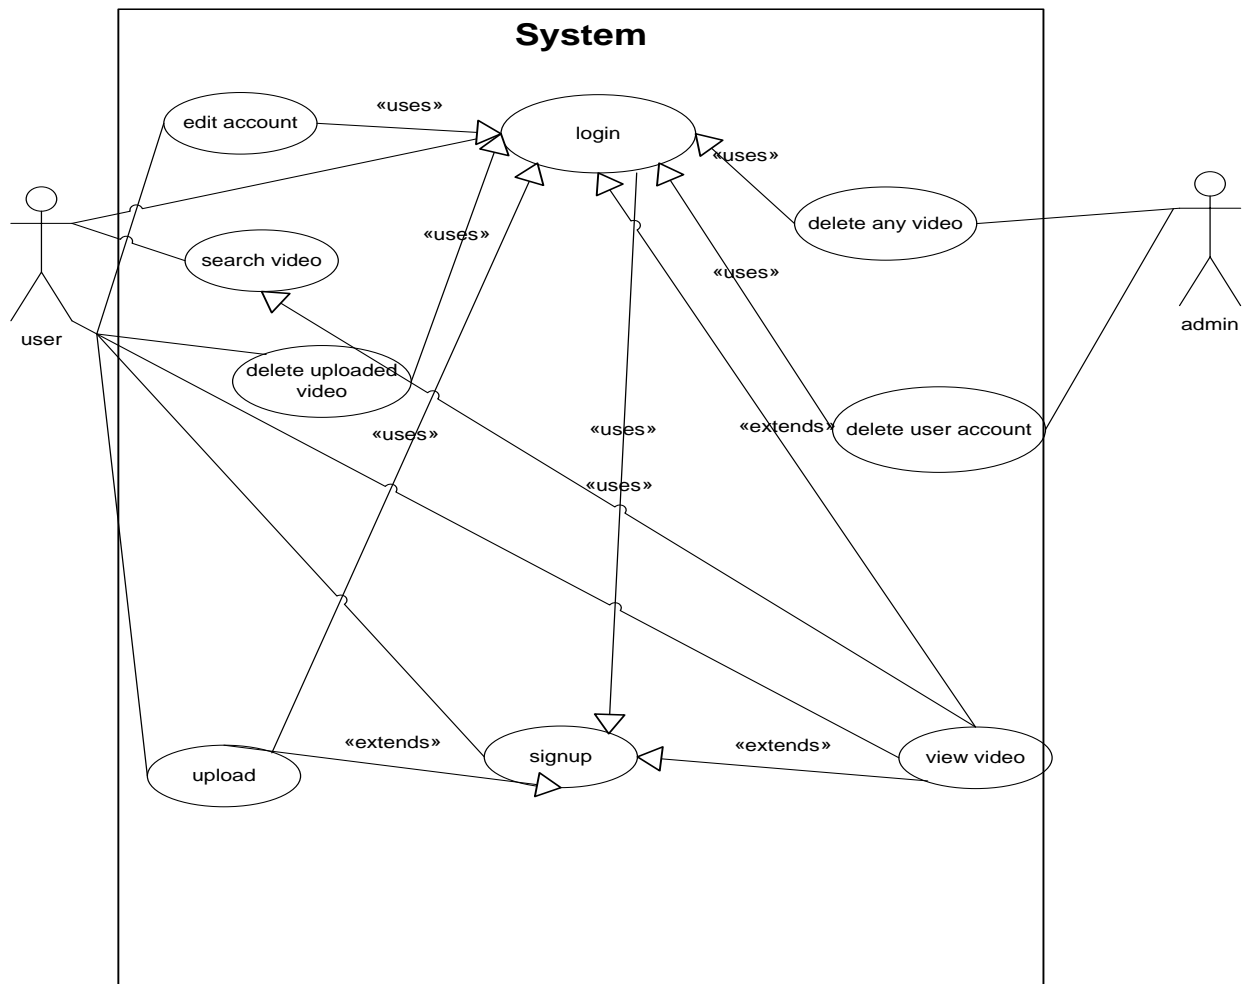 System
edit account
«uses»
login
«uses»
delete any video
search video
«uses»
«uses»
user
admin
delete uploaded
video
«uses»
«uses»
«extends»
delete user account
«uses»
upload
«extends»
signup
«extends»
view video